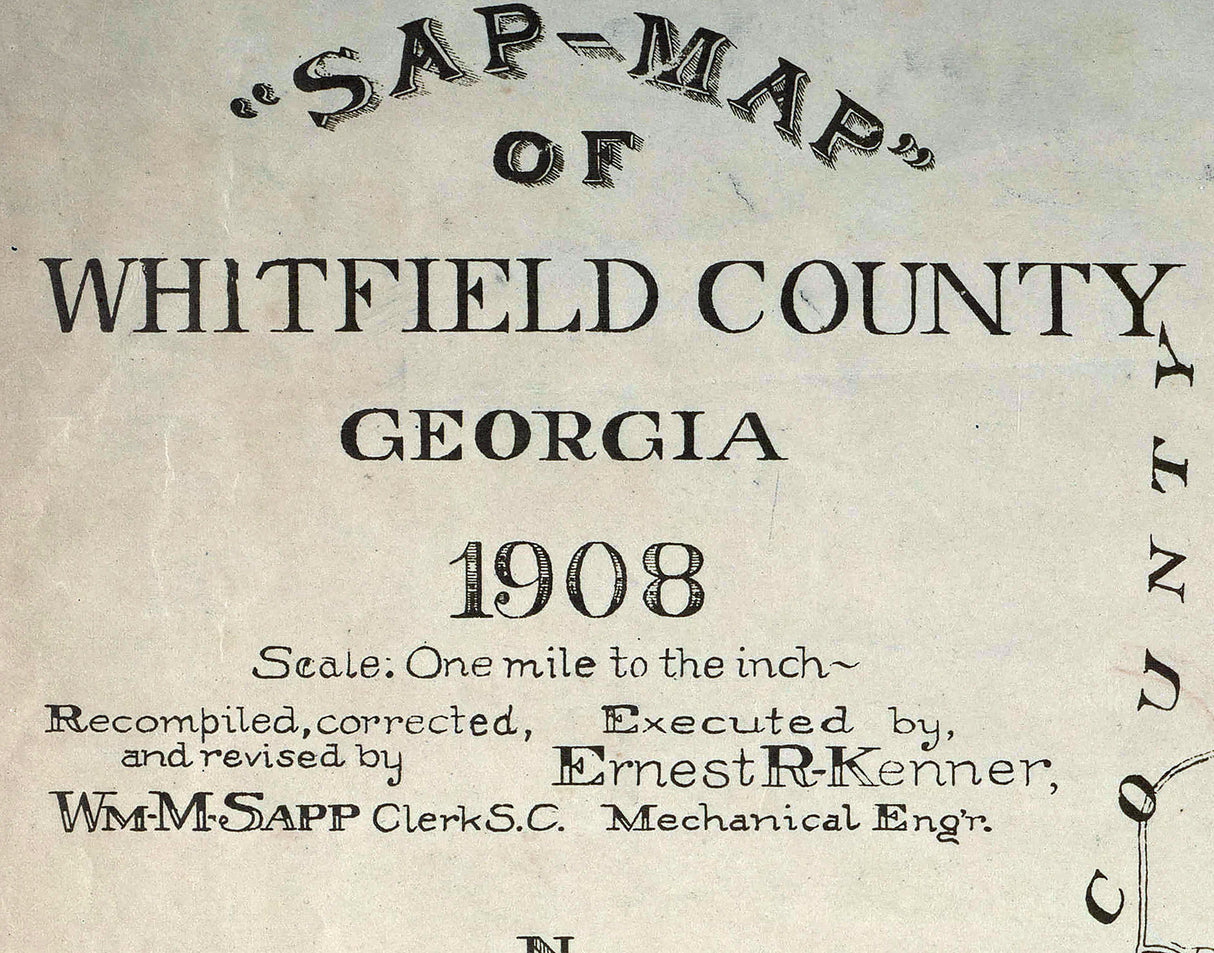 "SAP-MAP"
OF
WHITFIELD COUNTY
GEORGIA
1908
Scale: One mile to the inch~
Recompiled, corrected,
and revised by
WM·M·SAPP Clerk S.C.
Executed by,
Ernest R-Kenner,
Mechanical Eng'r.
COUNTY
N